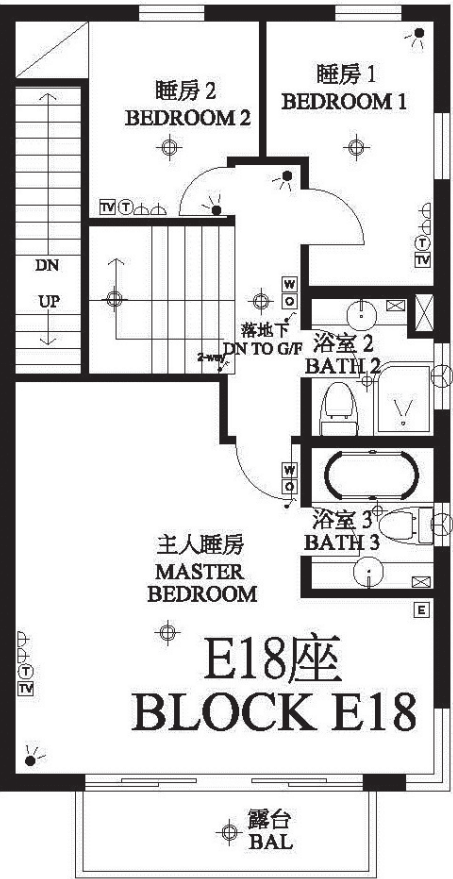 睡房 2
BEDROOM 2
睡房 1
BEDROOM 1
TV T
T
TV
DN
UP
W
落地下
DN TO G/F
2-way
浴室 2
BATH 2
W
浴室 3
BATH 3
主人睡房
MASTER
BEDROOM
E
T
TV
E18座
BLOCK E18
露台
BAL